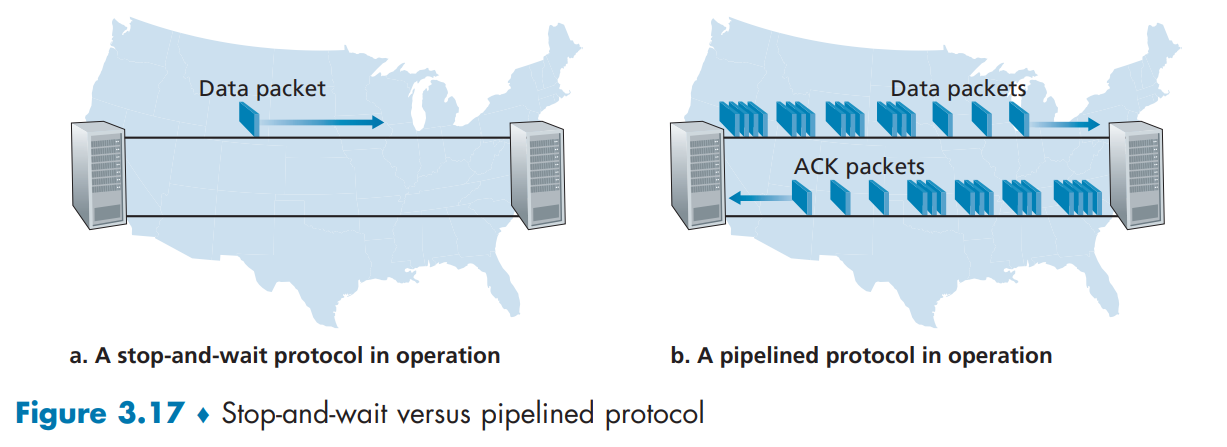 Data packet
Data packets
ACK packets
a. A stop-and-wait protocol in operation
b. A pipelined protocol in operation
Figure 3.17 ♦ Stop-and-wait versus pipelined protocol